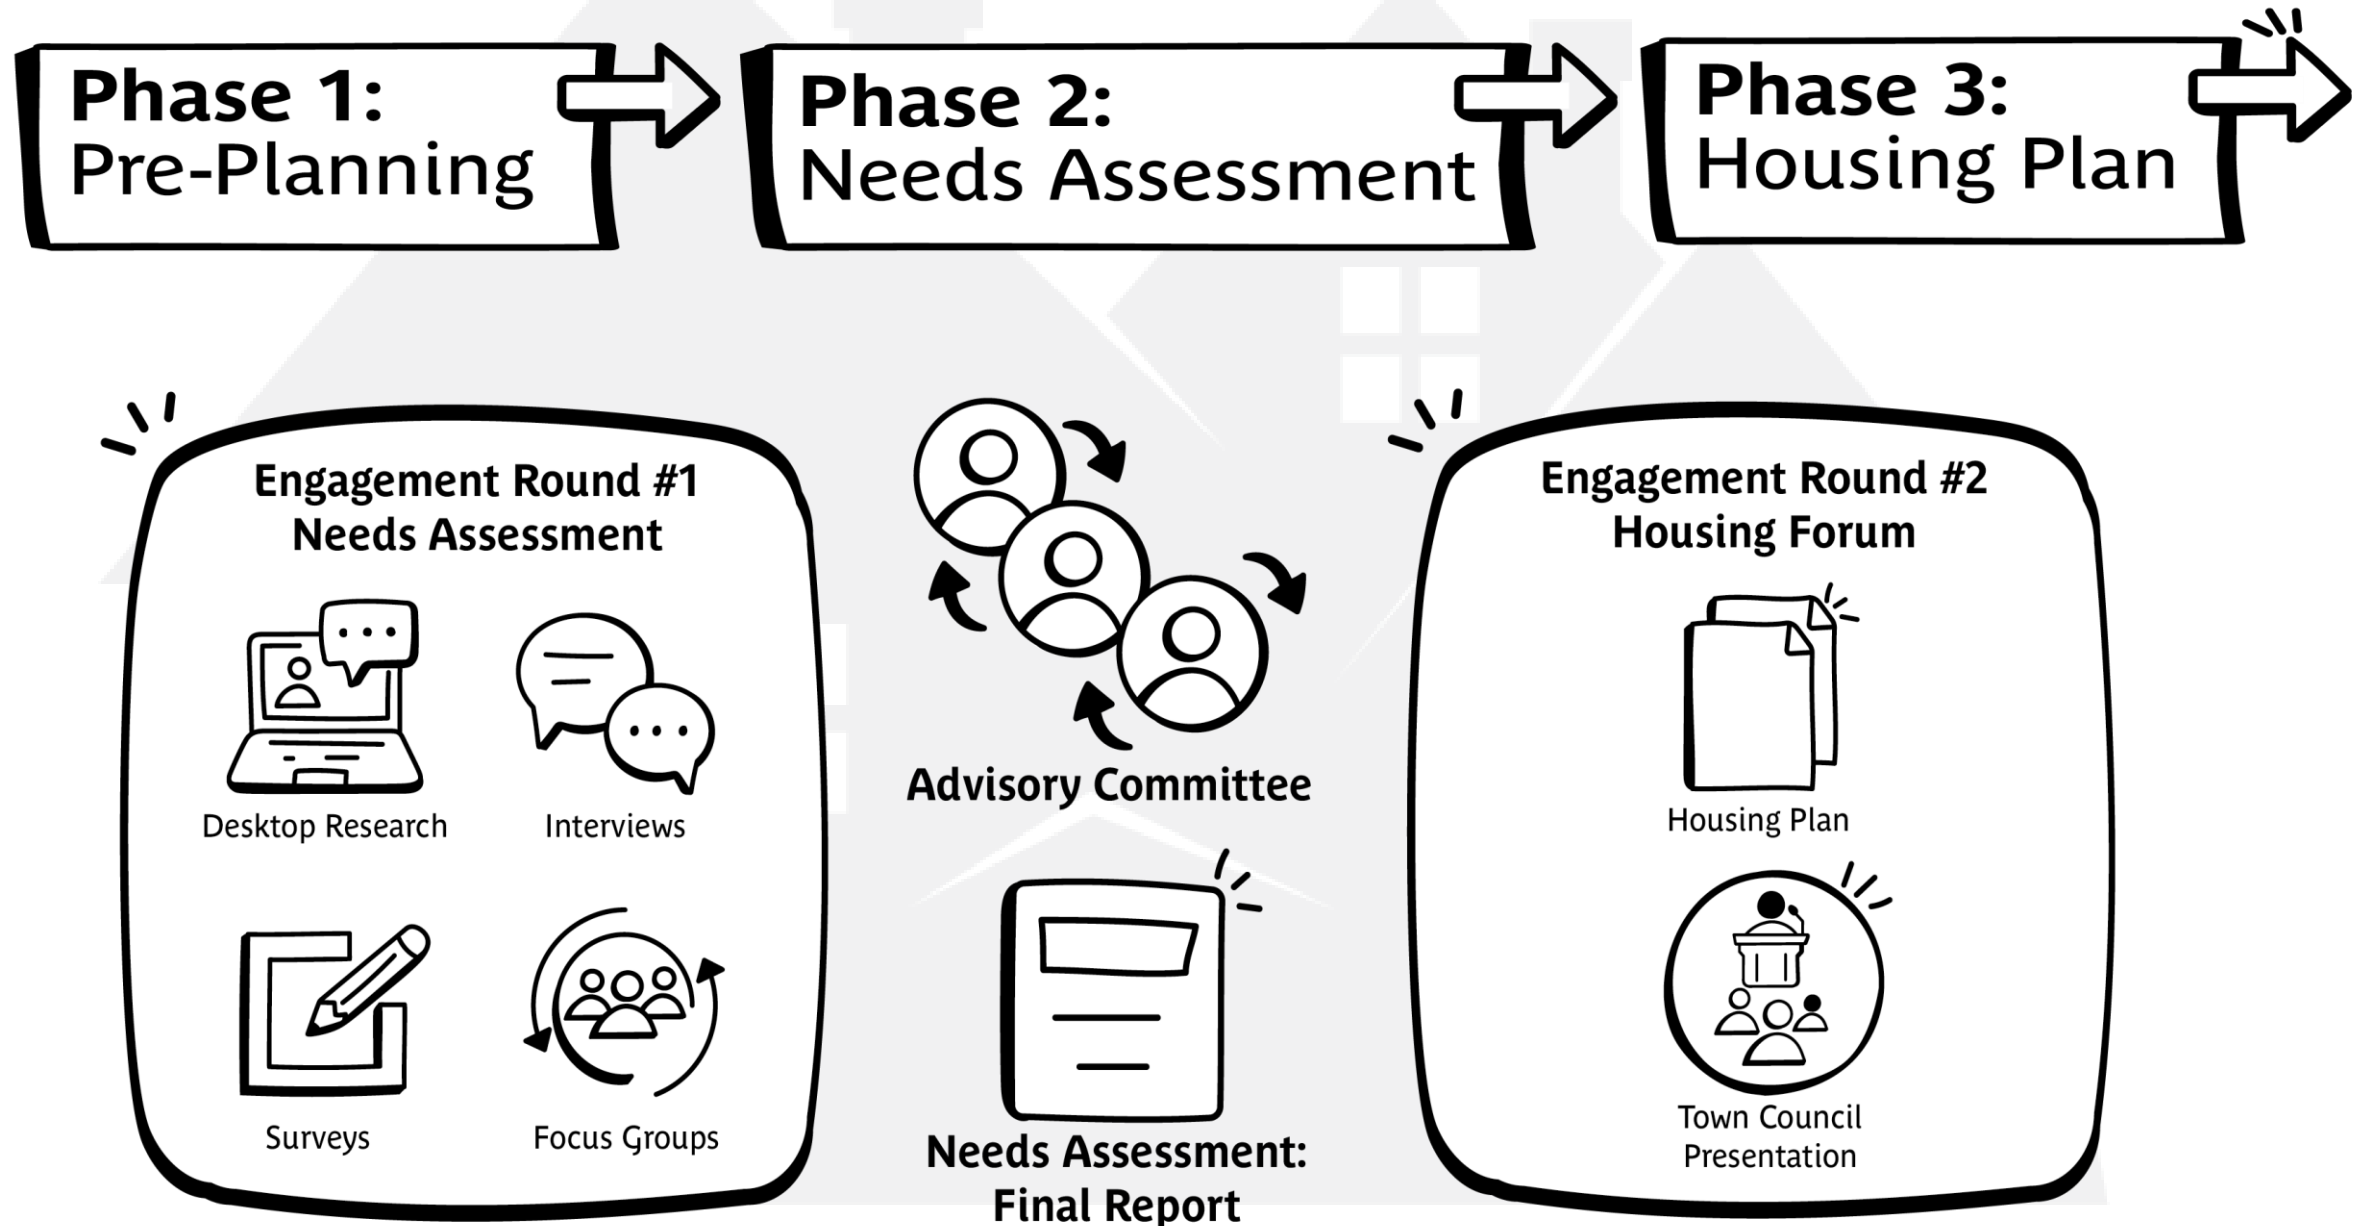 Phase 1:
Pre-Planning
Phase 2:
Needs Assessment
Phase 3:
Housing Plan
Engagement Round #1
Needs Assessment
Desktop Research
Interviews
Surveys
Focus Groups
Advisory Committee
Needs Assessment:
Final Report
Engagement Round #2
Housing Forum
Housing Plan
Town Council
Presentation